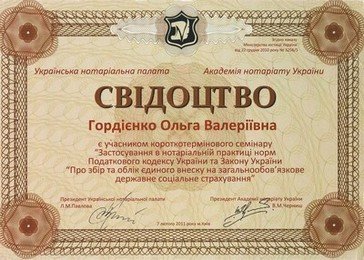 Згідно наказу
Міністерства юстиції України
від 22 грудня 2010 року № 3256/5
Українська нотаріальна палата
Академія нотаріату України
СВІДОЦТВО
Гордієнко Ольга Валеріївна
є учасником короткотермінового семінару
"Застосування в нотаріальній практиці норм
Податкового кодексу України та Закону України
"Про збір та облік єдиного внеску на загальнообов'язкове
державне соціальне страхування"
Президент Української нотаріальної палати
Л.М.Павлова
Президент Академії нотаріату України
В.М.Черниш
7 лютого 2011 року м.Київ